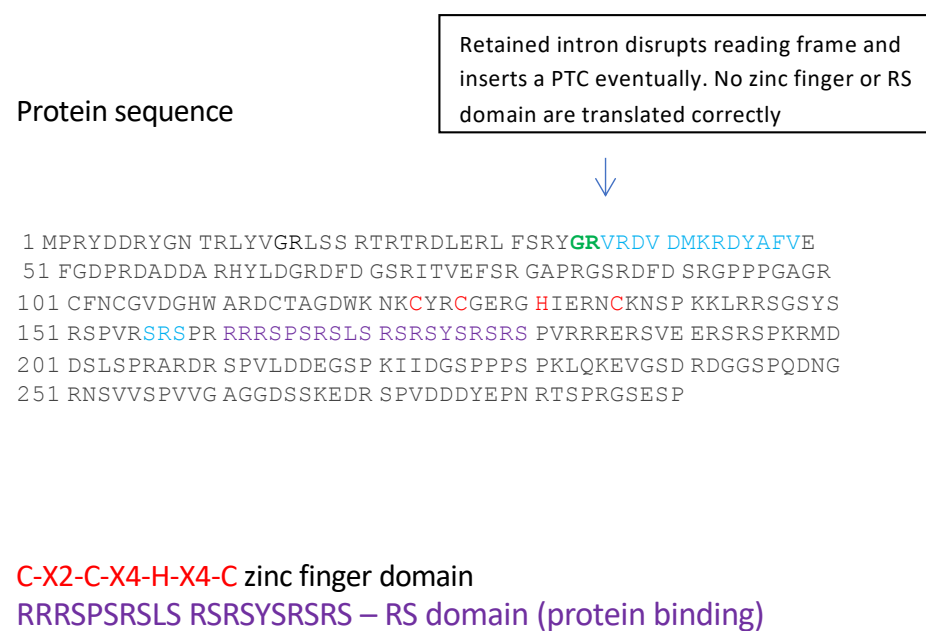 Retained intron disrupts reading frame and
inserts a PTC eventually. No zinc finger or RS
domain are translated correctly
Protein sequence
1 MPRYDDRYGN TRLYVGRLSS RTRTRDLERL FSRYGRVRDV DMKRDYAFVE
51 FGDPRDADDA RHYLDGRDFD GSRITVEFSR GAPRGSRDFD SRGPPPGAGR
101 CFNCGVDGHW ARDCTAGDWK NKCYRCGERG HIERNCKNSP KKLRRSGSYS
151 RSPVRSRSPR RRRSPSRSLS RSRSYSRSRS PVRRRERSVE ERSRSPKRMD
201 DSLSPRARDR SPVLDDEGSP KIIDGSPPPS PKLQKEVGSD RDGGSPQDNG
251 RNSVVSPVVG AGGDSSKEDR SPVDDDYEPN RTSPRGSESP
C-X2-C-X4-H-X4-C zinc finger domain
RRRSPSRSLS RSRSYSRSRS – RS domain (protein binding)